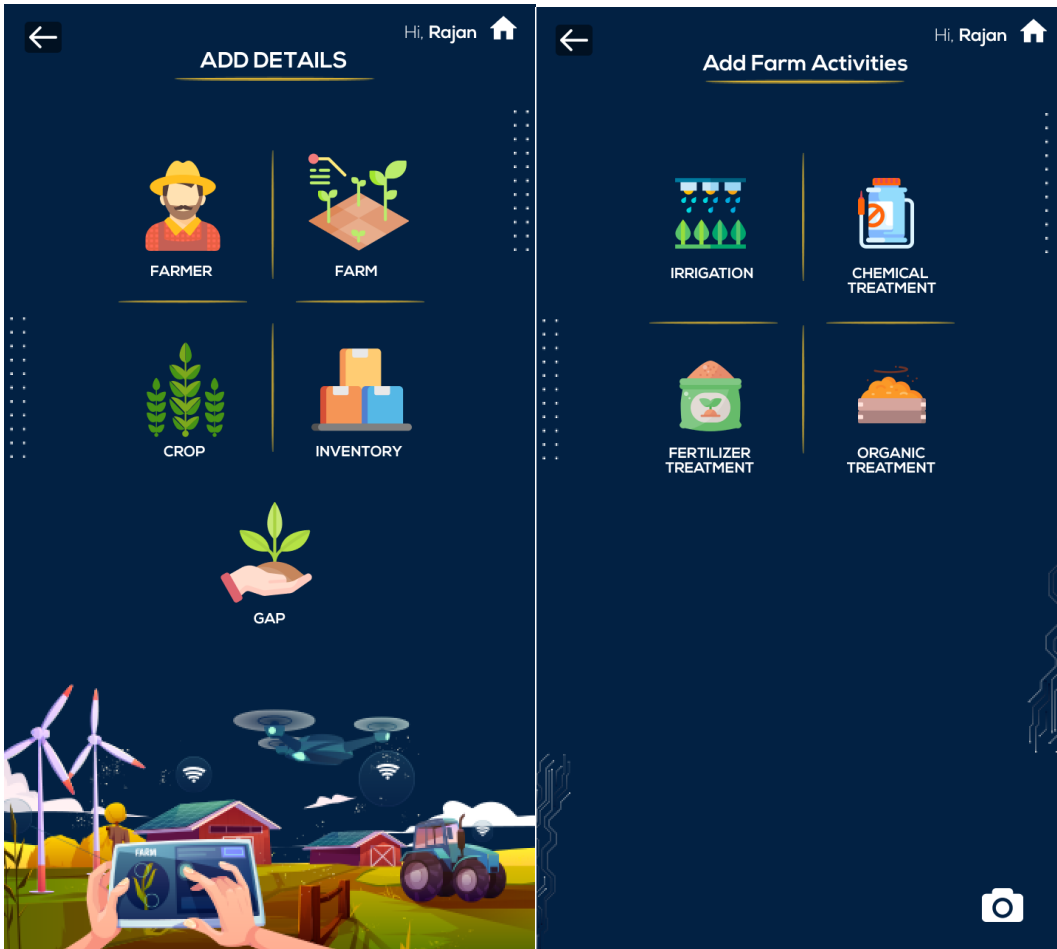 Hi, Rajan
ADD DETAILS
FARMER
FARM
CROP
INVENTORY
GAP
FARM
Hi, Rajan
Add Farm Activities
IRRIGATION
CHEMICAL
TREATMENT
FERTILIZER
TREATMENT
ORGANIC
TREATMENT